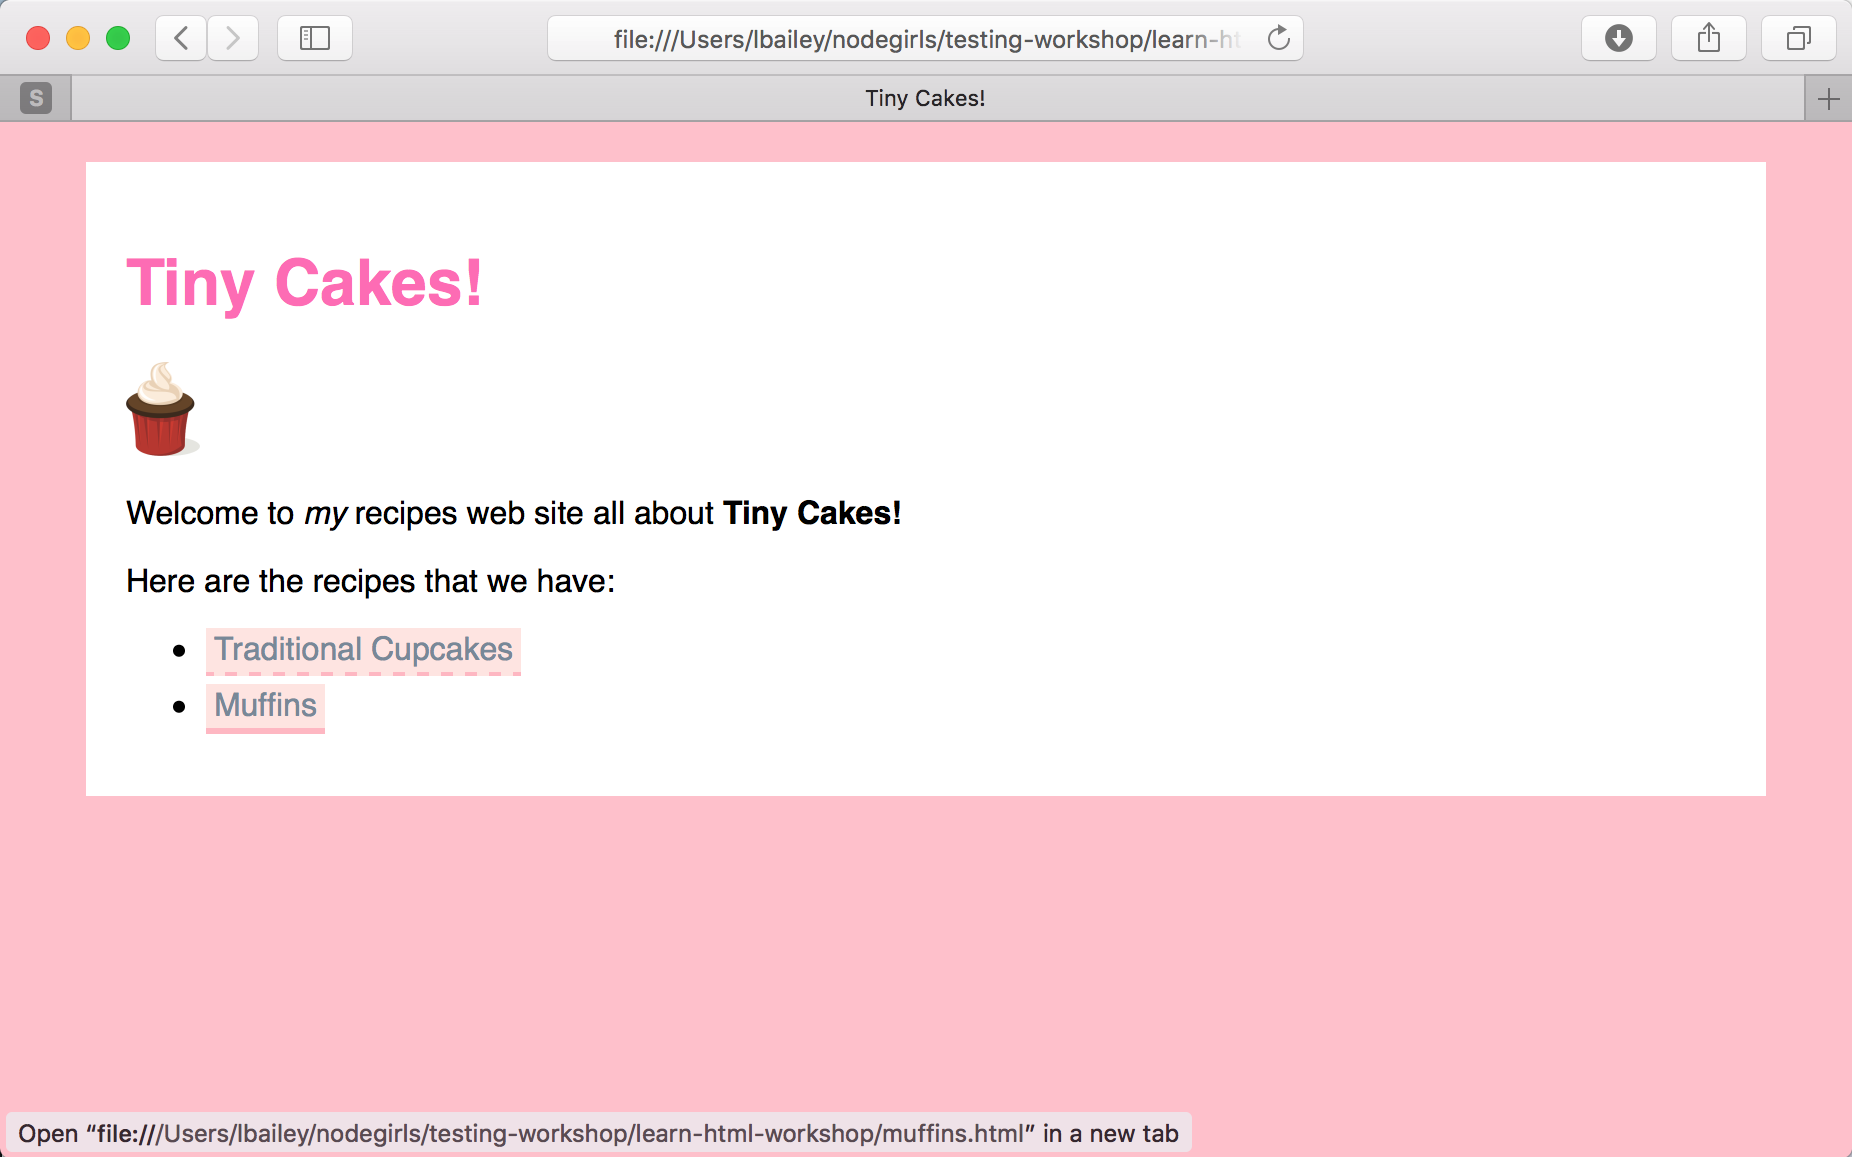 file:///Users/lbailey/nodegirls/testing-workshop/learn-ht
S
Tiny Cakes!
Tiny Cakes!
Welcome to my recipes web site all about Tiny Cakes!
Here are the recipes that we have:
• Traditional Cupcakes
• Muffins
Open “file:///Users/lbailey/nodegirls/testing-workshop/learn-html-workshop/muffins.html” in a new tab